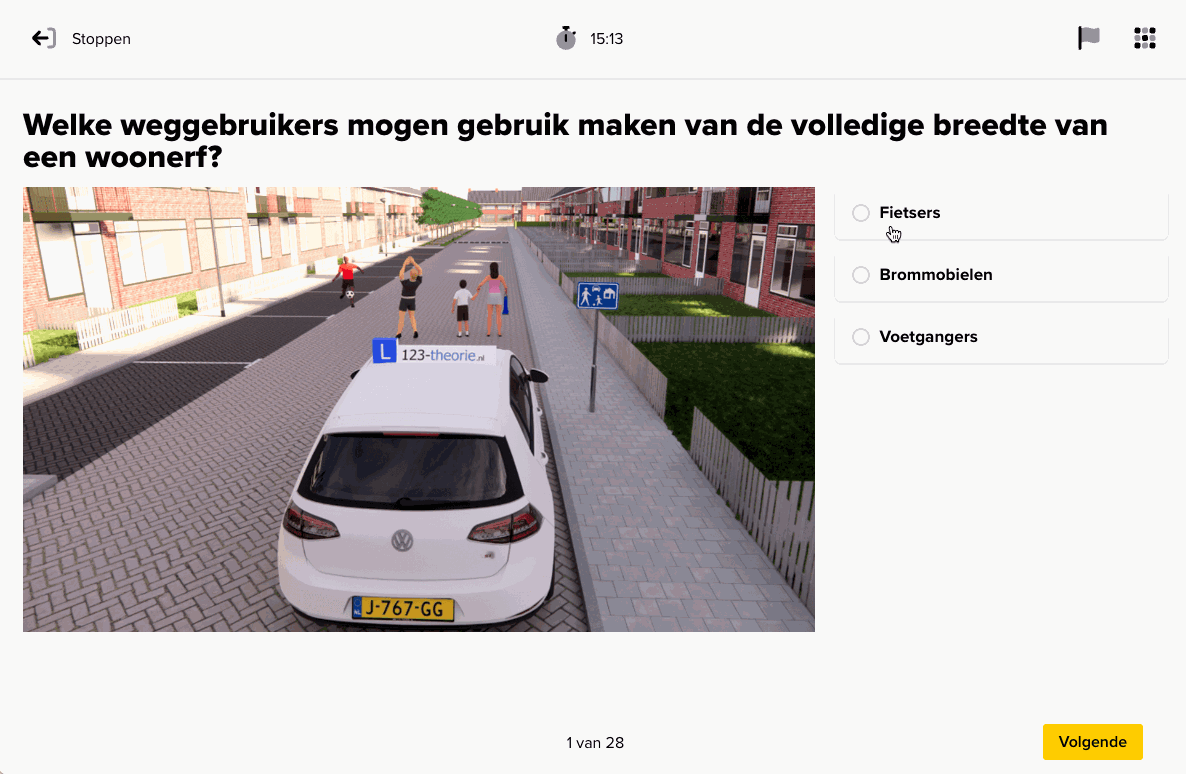 Stoppen
15:13
Welke weggebruikers mogen gebruik maken van de volledige breedte van
een woonerf?
L 123-theorie.nl
NL J-767-GG
Fietsers
Brommobielen
Voetgangers
1 van 28
Volgende